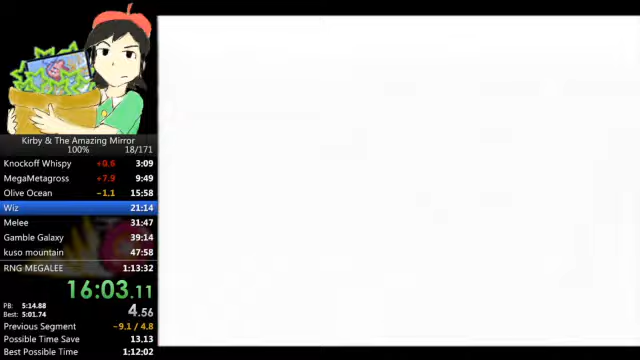 Kirby & The Amazing Mirror
100% 18/171
Knockoff Whispy +0.6 3:09
MegaMetagross +7.9 9:49
Olive Ocean −1.1 15:58
Wiz 21:14
Melee 31:47
Gamble Galaxy 39:14
kuso mountain 47:58
RNG MEGALEE 1:13:32
16:03.11
PB: 5:14.88
Best: 5:01.74 4.56
Previous Segment −9.1 / 4.8
Possible Time Save 13.13
Best Possible Time 1:12:02